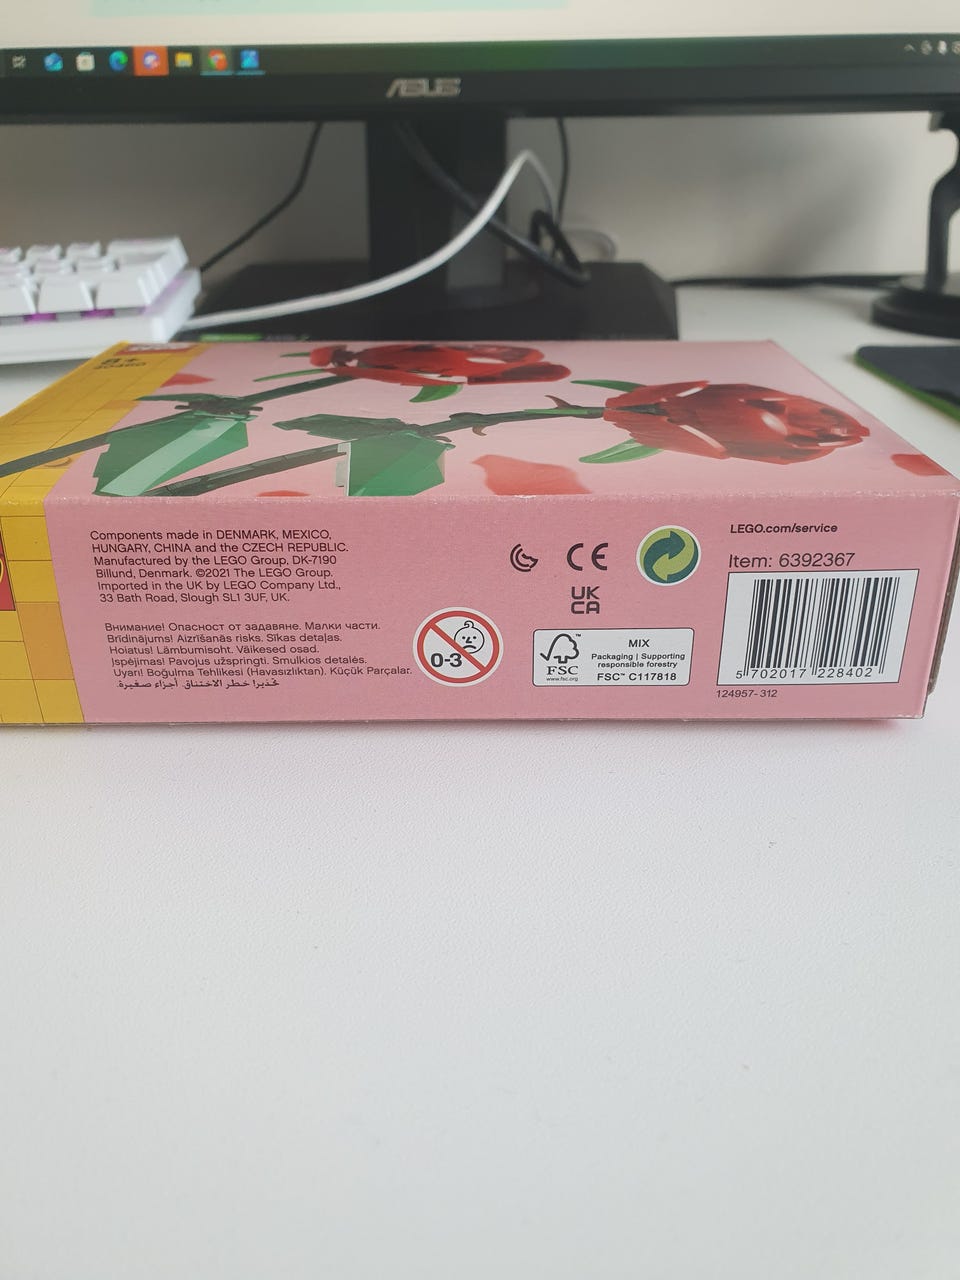 ASUS
8+
40460
Components made in DENMARK, MEXICO,
HUNGARY, CHINA and the CZECH REPUBLIC.
Manufactured by the LEGO Group, DK-7190
Billund, Denmark. ©2021 The LEGO Group.
Imported in the UK by LEGO Company Ltd.,
33 Bath Road, Slough SL1 3UF, UK.
Внимание! Опасност от задавяне. Малки части.
Brīdinājums! Aizrīšanās risks. Sīkas detaļas.
Hoiatus! Lämbumisoht. Väikesed osad.
Įspėjimas! Pavojus užspringti. Smulkios detalės.
Uyarı! Boğulma Tehlikesi (Havasızlıktan). Küçük Parçalar.
تحذير! خطر الاختناق. أجزاء صغيرة.
0-3
CE
UK
CA
FSC
www.fsc.org
MIX
Packaging | Supporting
responsible forestry
FSC™ C117818
LEGO.com/service
Item: 6392367
5 702017 228402
124957-312